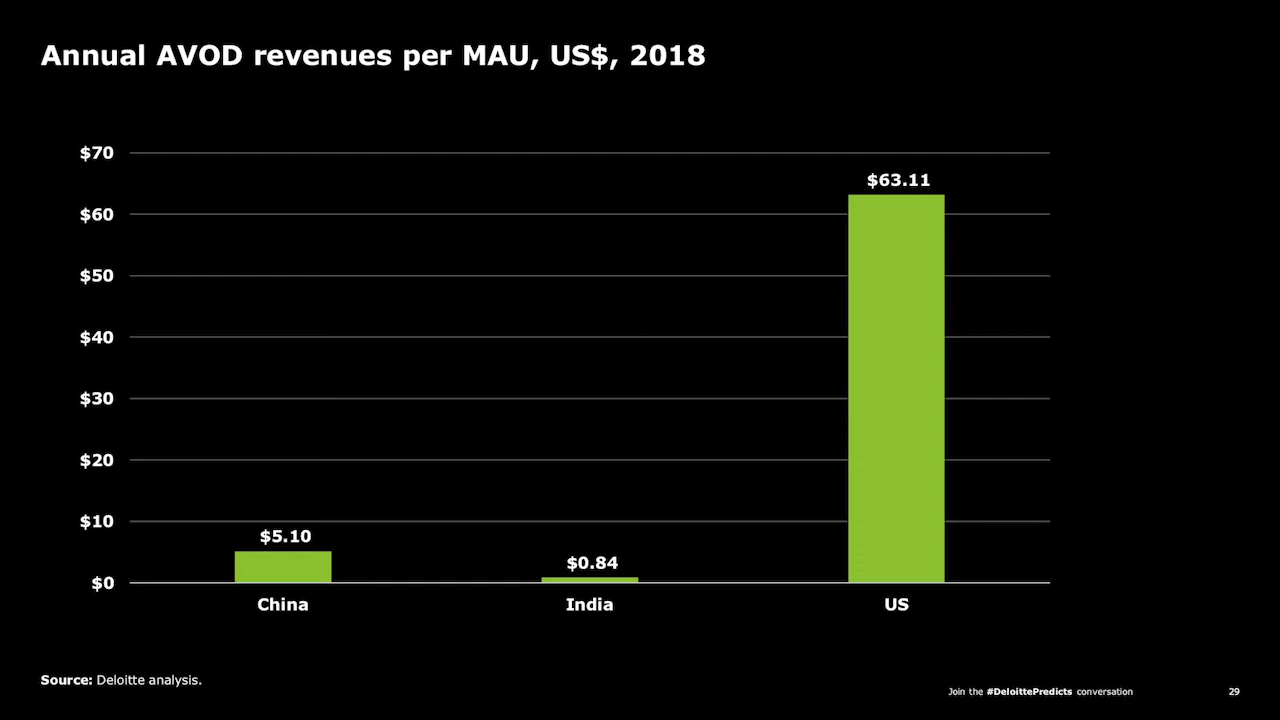 Annual AVOD revenues per MAU, US$, 2018
$70
$60
$50
$40
$30
$20
$10
$0
$5.10
$0.84
$63.11
China
India
US
Source: Deloitte analysis.
Join the #DeloittePredicts conversation
29